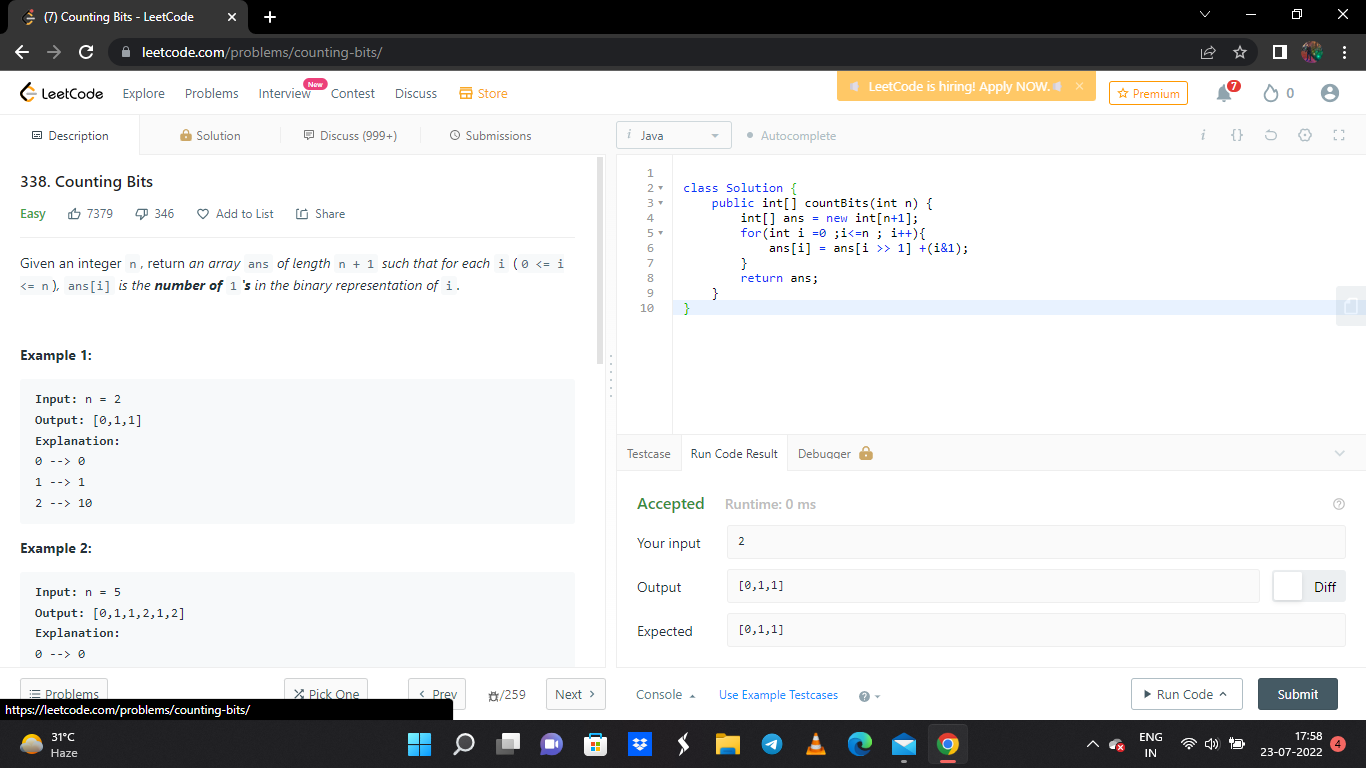 (7) Counting Bits - LeetCode
leetcode.com/problems/counting-bits/
LeetCode Explore Problems Interview New Contest Discuss Store LeetCode is hiring! Apply NOW. × Premium 7 0
Description Solution Discuss (999+) Submissions
i Java Autocomplete i {}
338. Counting Bits
Easy 7379 346 Add to List Share
Given an integer n, return an array ans of length n + 1 such that for each i (0 <= i
<= n), ans[i] is the number of 1's in the binary representation of i.
Example 1:
Input: n = 2
Output: [0,1,1]
Explanation:
0 --> 0
1 --> 1
2 --> 10
Example 2:
Input: n = 5
Output: [0,1,1,2,1,2]
Explanation:
0 --> 0
1
2 class Solution {
3 public int[] countBits(int n) {
4 int[] ans = new int[n+1];
5 for(int i =0 ;i<=n ; i++){
6 ans[i] = ans[i >> 1] +(i&1);
7 }
8 return ans;
9 }
10 }
Testcase Run Code Result Debugger
Accepted Runtime: 0 ms
Your input 2
Output [0,1,1] Diff
Expected [0,1,1]
Problems Pick One < Prev /259 Next >
Console Use Example Testcases Run Code Submit
https://leetcode.com/problems/counting-bits/
31°C
Haze
ENG
IN
17:58
23-07-2022
4